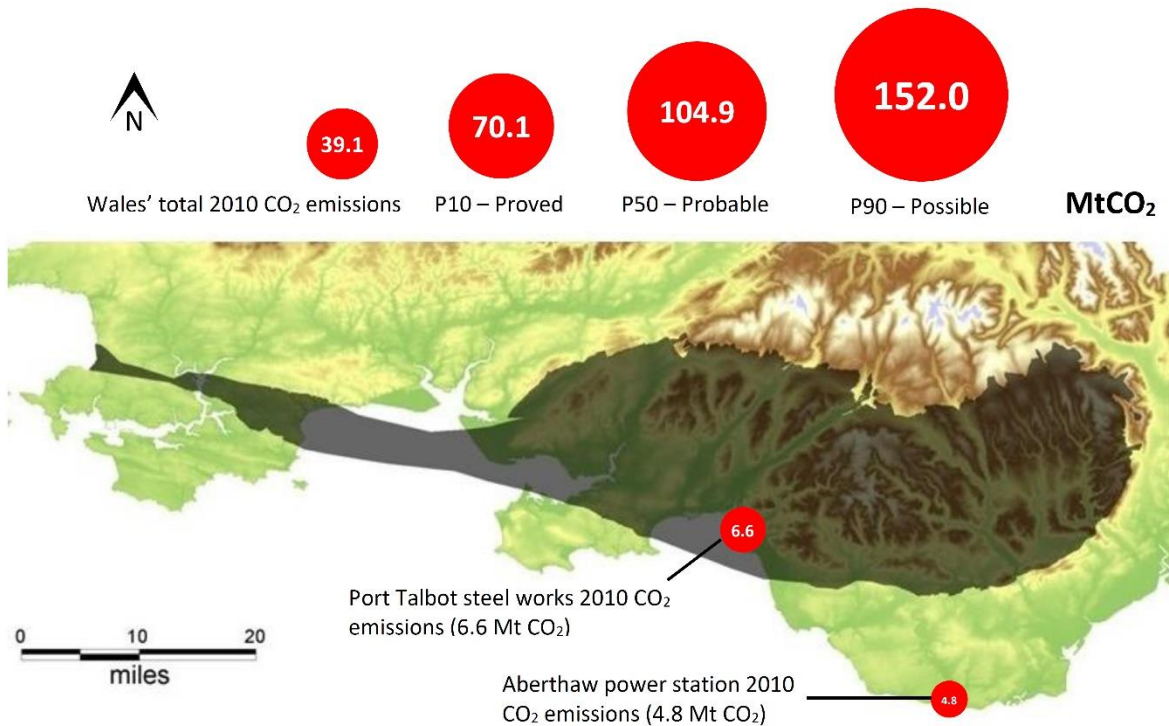 N
39.1
70.1
104.9
152.0
Wales’ total 2010 CO₂ emissions
P10 – Proved
P50 – Probable
P90 – Possible
MtCO₂
6.6
Port Talbot steel works 2010 CO₂
emissions (6.6 Mt CO₂)
0 10 20
miles
Aberthaw power station 2010
CO₂ emissions (4.8 Mt CO₂)
4.8